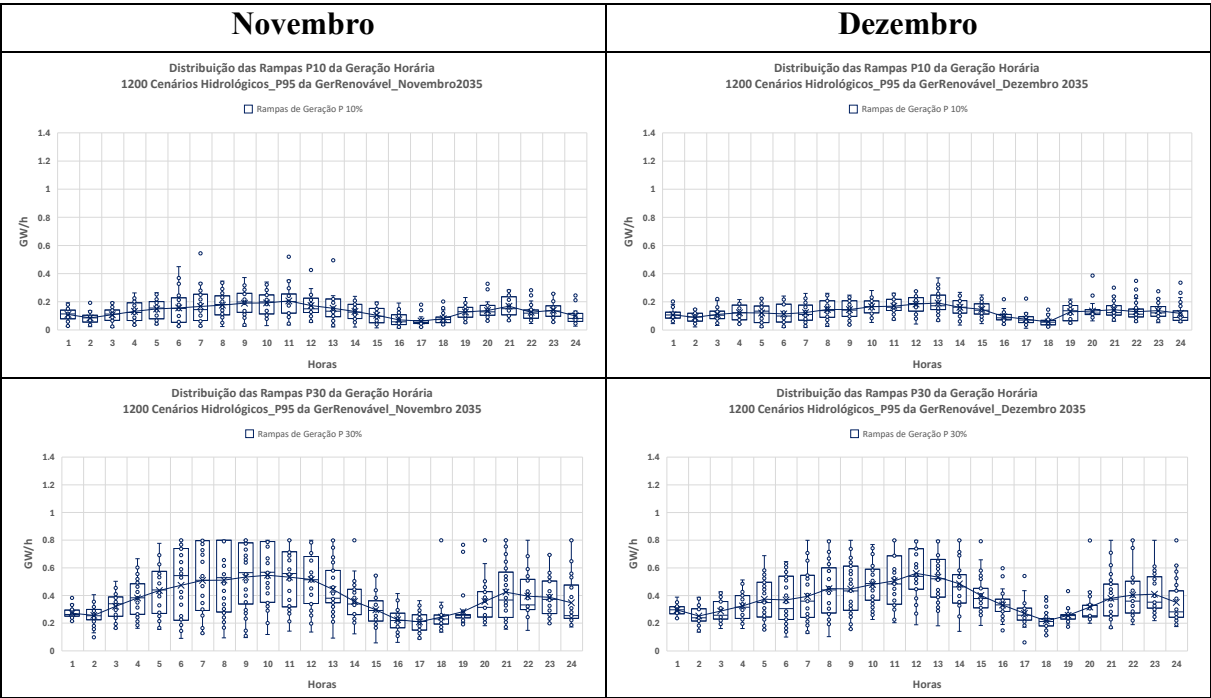 Novembro
Dezembro
Distribuição das Rampas P10 da Geração Horária
1200 Cenários Hidrológicos_P95 da GerRenovável_Novembro2035
Rampas de Geração P 10%
1.4
1.2
1
0.8
0.6
0.4
0.2
0
GW/h
1 2 3 4 5 6 7 8 9 10 11 12 13 14 15 16 17 18 19 20 21 22 23 24
Horas
Distribuição das Rampas P10 da Geração Horária
1200 Cenários Hidrológicos_P95 da GerRenovável_Dezembro 2035
Rampas de Geração P 10%
1.4
1.2
1
0.8
0.6
0.4
0.2
0
GW/h
1 2 3 4 5 6 7 8 9 10 11 12 13 14 15 16 17 18 19 20 21 22 23 24
Horas
Distribuição das Rampas P30 da Geração Horária
1200 Cenários Hidrológicos_P95 da GerRenovável_Novembro 2035
Rampas de Geração P 30%
1.4
1.2
1
0.8
0.6
0.4
0.2
0
GW/h
1 2 3 4 5 6 7 8 9 10 11 12 13 14 15 16 17 18 19 20 21 22 23 24
Horas
Distribuição das Rampas P30 da Geração Horária
1200 Cenários Hidrológicos_P95 da GerRenovável_Dezembro 2035
Rampas de Geração P 30%
1.4
1.2
1
0.8
0.6
0.4
0.2
0
GW/h
1 2 3 4 5 6 7 8 9 10 11 12 13 14 15 16 17 18 19 20 21 22 23 24
Horas